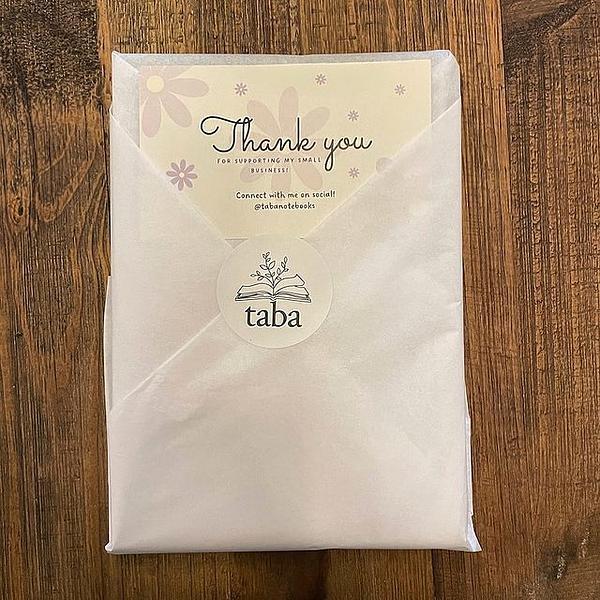 Thank you
FOR SUPPORTING MY SMALL
BUSINESS!
Connect with me on social!
@tabanotebooks
taba